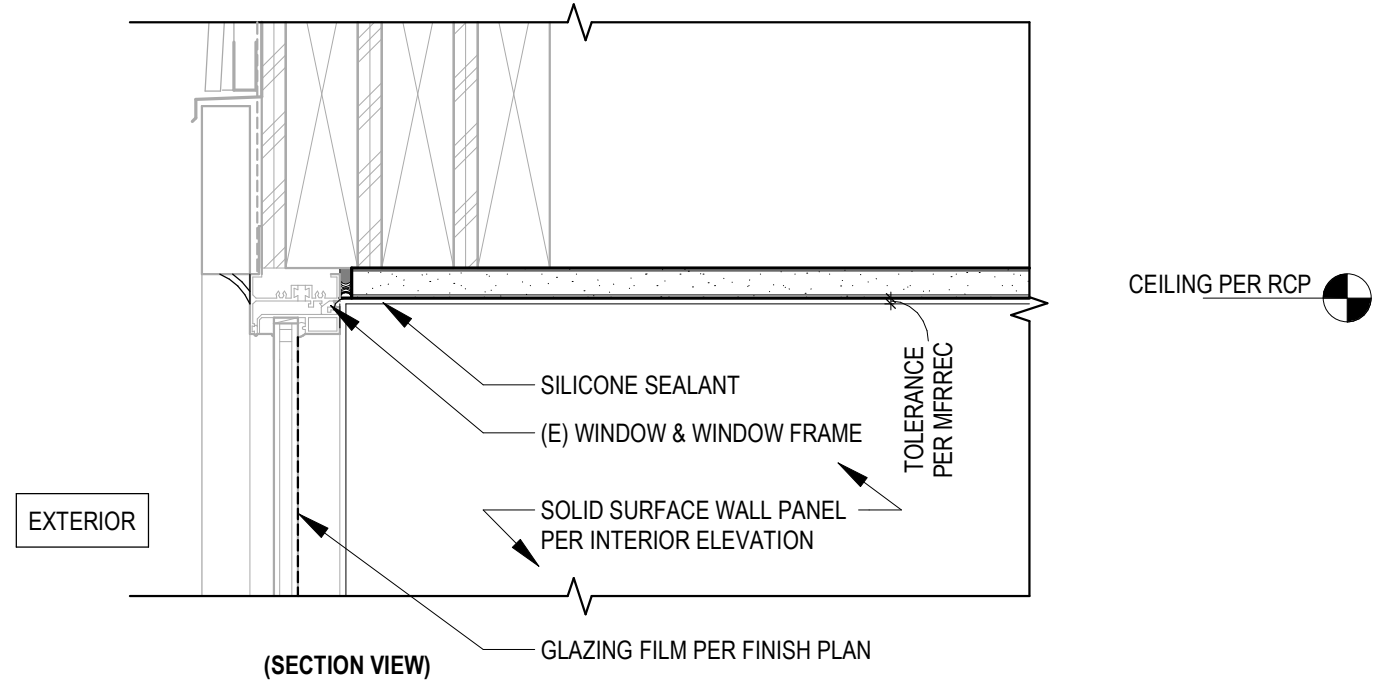 CEILING PER RCP
TOLERANCE
PER MFRREC
SILICONE SEALANT
(E) WINDOW & WINDOW FRAME
SOLID SURFACE WALL PANEL
PER INTERIOR ELEVATION
EXTERIOR
GLAZING FILM PER FINISH PLAN
(SECTION VIEW)